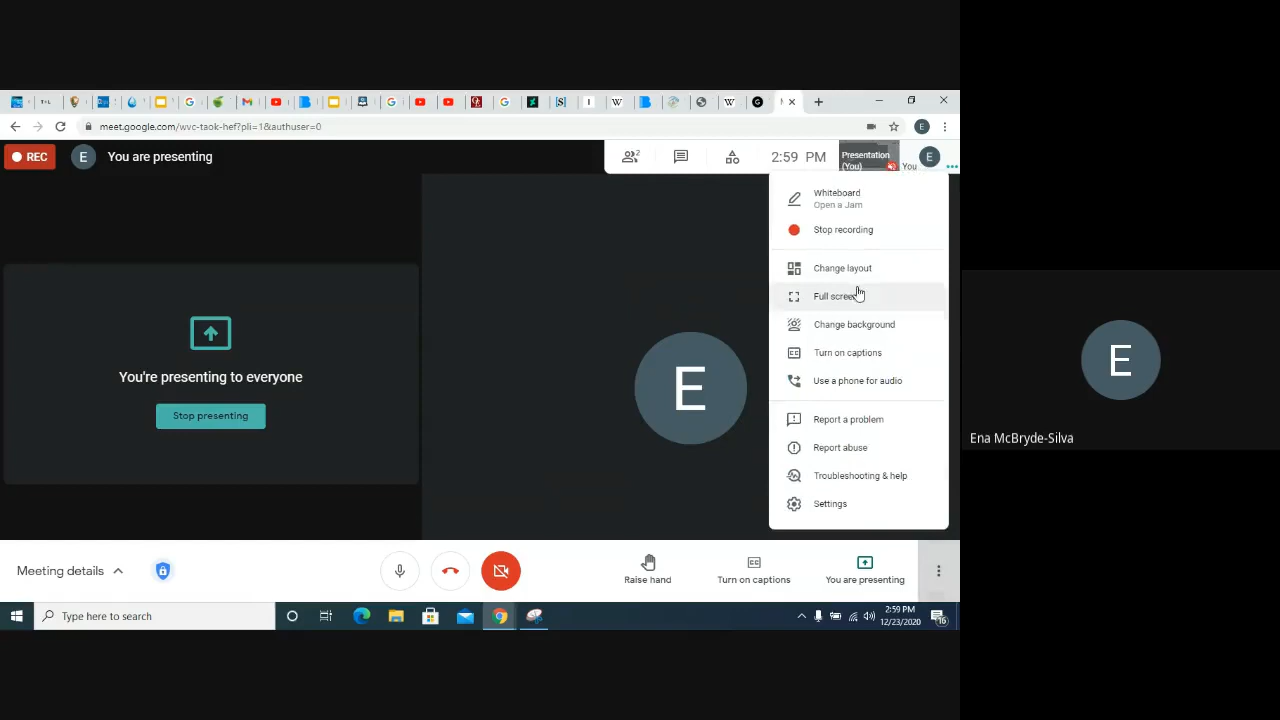 meet.google.com/wvc-taok-hef?pli=1&authuser=0
E
REC
E
You are presenting
2
2:59 PM
Presentation
(You)
You
E
Whiteboard
Open a Jam
Stop recording
Change layout
Full screen
Change background
Turn on captions
Use a phone for audio
Report a problem
Report abuse
Troubleshooting & help
Settings
You're presenting to everyone
Stop presenting
E
E
Ena McBryde-Silva
Meeting details
Raise hand
Turn on captions
You are presenting
Type here to search
2:59 PM
12/23/2020
16